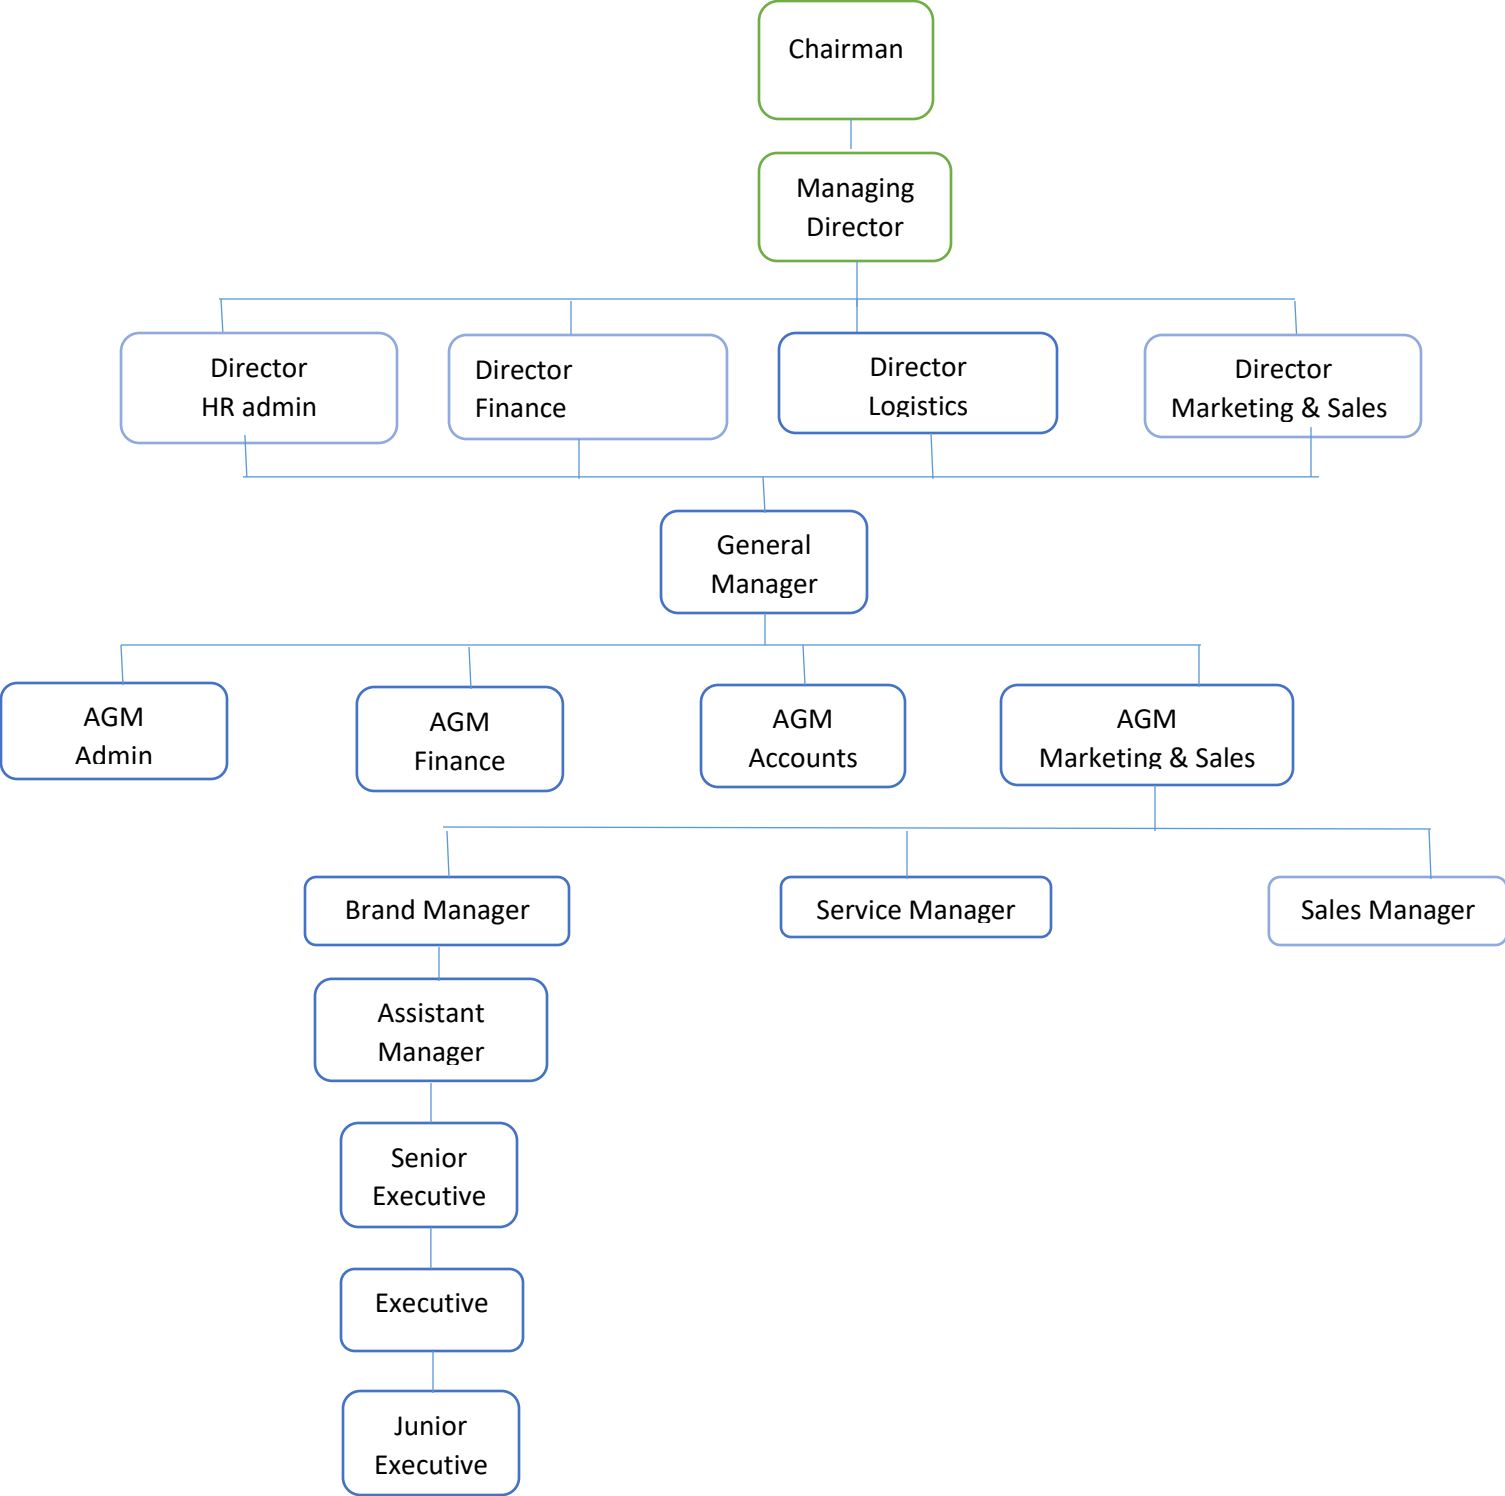 Chairman
Managing
Director
Director
HR admin
Director
Finance
Director
Logistics
Director
Marketing & Sales
General
Manager
AGM
Admin
AGM
Finance
AGM
Accounts
AGM
Marketing & Sales
Brand Manager
Service Manager
Sales Manager
Assistant
Manager
Senior
Executive
Executive
Junior
Executive